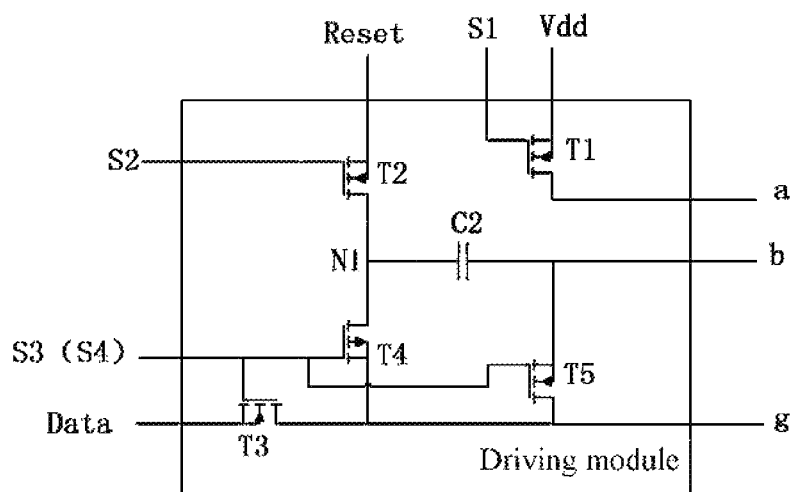 Reset
S1
Vdd
S2
T2
T1
a
C2
N1
b
S3 (S4)
T4
T5
Data
T3
g
Driving module